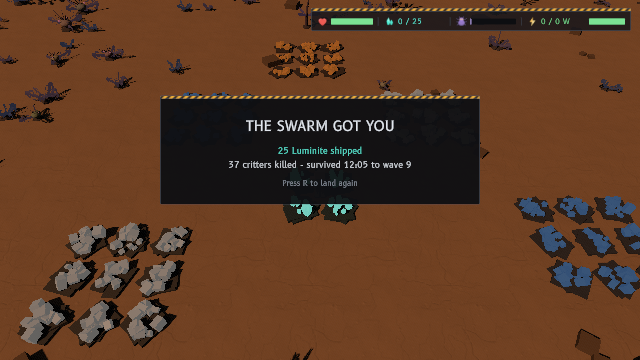 0 / 25
0 / 0 W
THE SWARM GOT YOU
25 Luminite shipped
37 critters killed - survived 12:05 to wave 9
Press R to land again